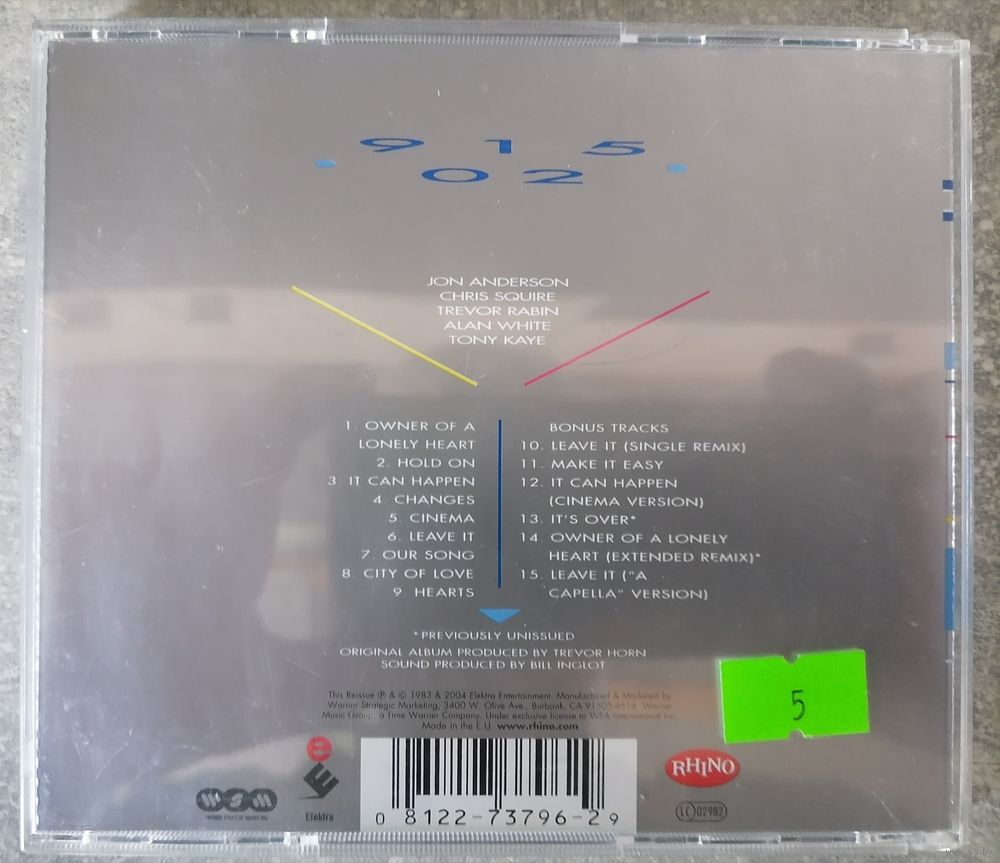 9 1 5
02
JON ANDERSON
CHRIS SQUIRE
TREVOR RABIN
ALAN WHITE
TONY KAYE
1. OWNER OF A
LONELY HEART
2. HOLD ON
3 IT CAN HAPPEN
4. CHANGES
5. CINEMA
6. LEAVE IT
7. OUR SONG
8. CITY OF LOVE
9. HEARTS
BONUS TRACKS
10. LEAVE IT (SINGLE REMIX)
11. MAKE IT EASY
12. IT CAN HAPPEN
(CINEMA VERSION)
13. IT'S OVER*
14. OWNER OF A LONELY
HEART (EXTENDED REMIX)*
15. LEAVE IT ("A
CAPELLA" VERSION)
*PREVIOUSLY UNISSUED
ORIGINAL ALBUM PRODUCED BY TREVOR HORN
SOUND PRODUCED BY BILL INGLOT
This Reissue ℗ & © 1983 & 2004 Elektra Entertainment. Manufactured & Marketed by
Warner Strategic Marketing, 3400 W. Olive Ave., Burbank, CA 91505-4614. Warner
Music Group, a Time Warner Company. Under exclusive license to WEA International Inc.
Made in the E.U. www.rhino.com
5
e
E
Elektra
WSM
WARNER STRATEGIC MARKETING
RHINO
LC 02982
0 8122-73796-2 9